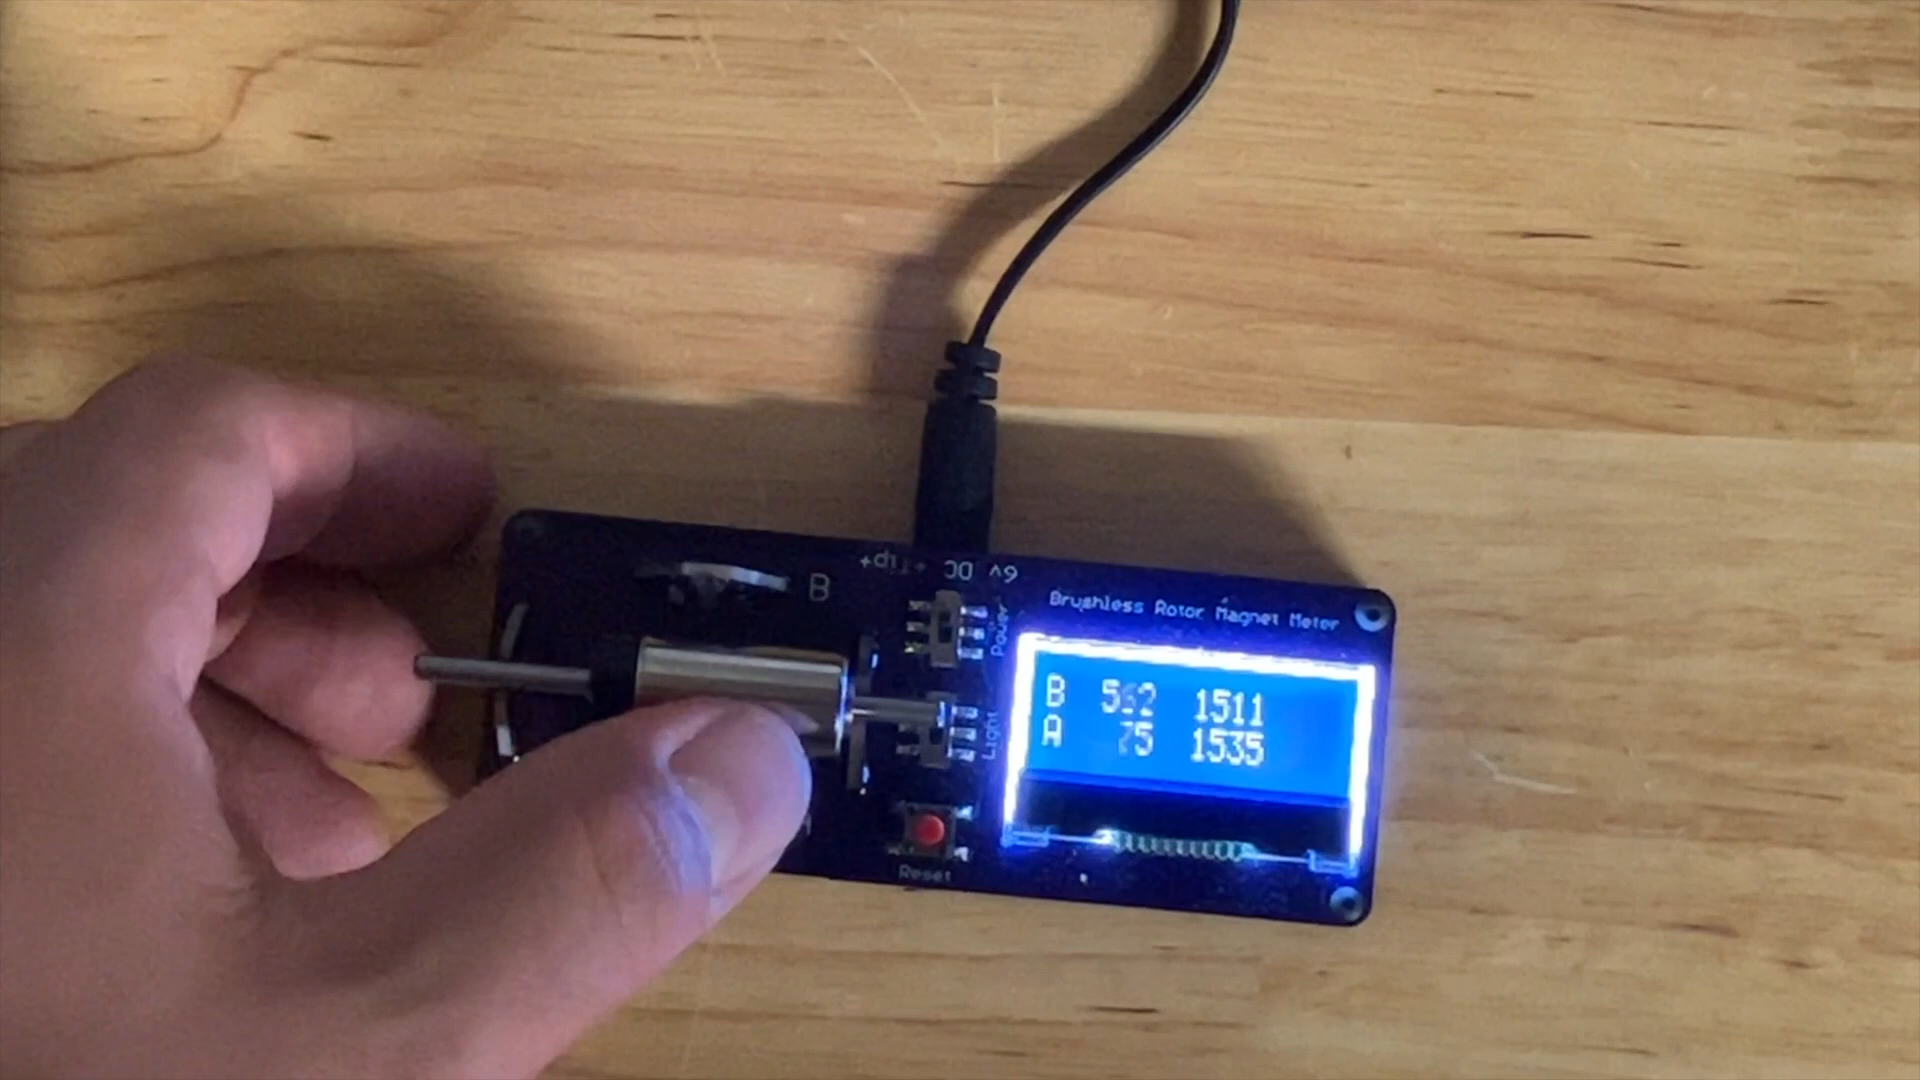 B
6v DC +Tip+
Power
Brushless Rotor Magnet Meter
B 562 1511
A 75 1535
Light
Reset